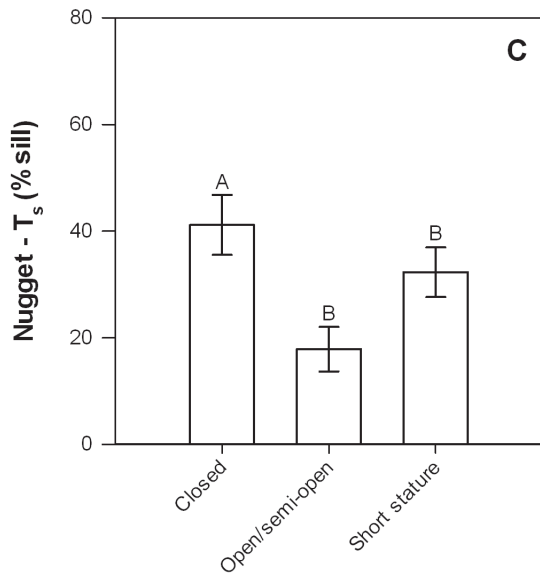 C
Nugget - Ts (% sill)
80
60
40
20
0
A
B
B
Closed
Open/semi-open
Short stature